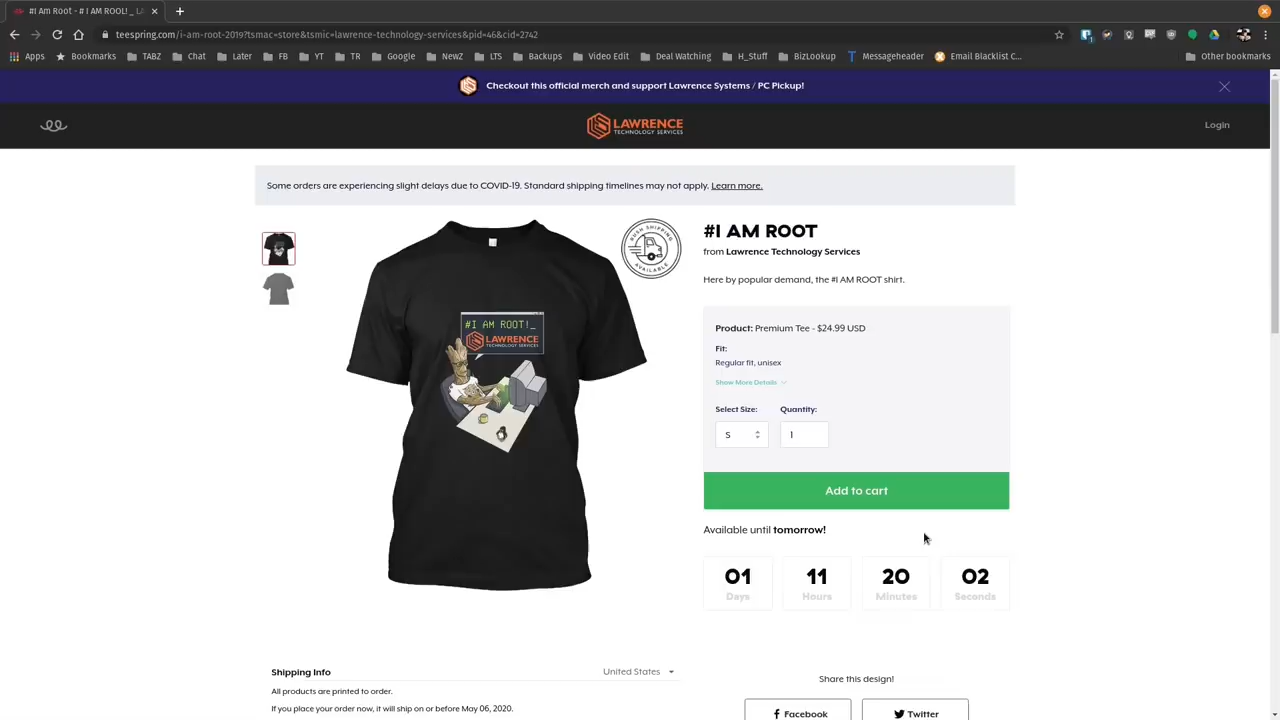 #I Am Root - # I AM ROOT! _ LA
teespring.com/i-am-root-2019?tsmac=store&tsmic=lawrence-technology-services&pid=46&cid=2742
Apps Bookmarks TABZ Chat Later FB YT TR Google NewZ LTS Backups Video Edit Deal Watching H_Stuff BizLookup Messageheader Email Blacklist C... Other bookmarks
Checkout this official merch and support Lawrence Systems / PC Pickup!
LAWRENCE
TECHNOLOGY SERVICES
Login
Some orders are experiencing slight delays due to COVID-19. Standard shipping timelines may not apply. Learn more.
RUSH SHIPPING
AVAILABLE
#I AM ROOT!_
LAWRENCE
TECHNOLOGY SERVICES
#I AM ROOT
from Lawrence Technology Services
Here by popular demand, the #I AM ROOT shirt.
Product: Premium Tee - $24.99 USD
Fit:
Regular fit, unisex
Show More Details
Select Size: Quantity:
S 1
Add to cart
Available until tomorrow!
01 11 20 02
Days Hours Minutes Seconds
Shipping Info United States
All products are printed to order.
If you place your order now, it will ship on or before May 06, 2020.
Share this design!
Facebook Twitter